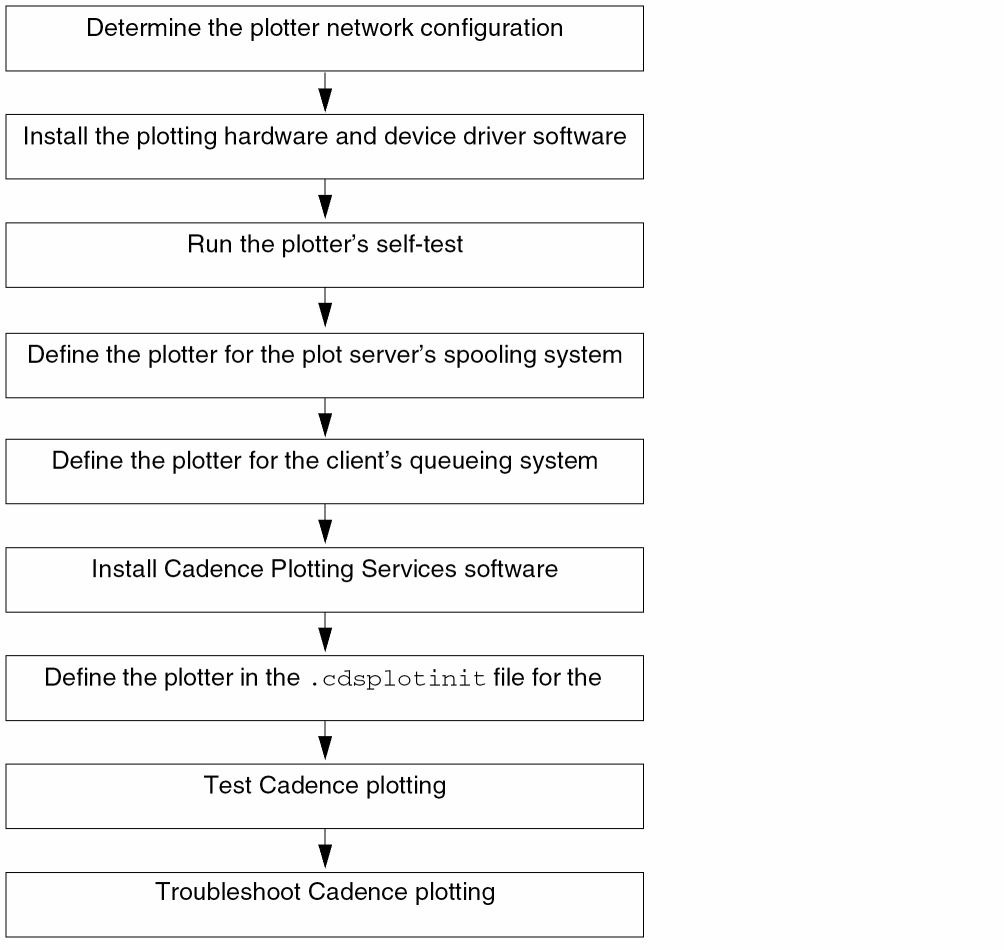 Determine the plotter network configuration
Install the plotting hardware and device driver software
Run the plotter’s self-test
Define the plotter for the plot server’s spooling system
Define the plotter for the client’s queueing system
Install Cadence Plotting Services software
Define the plotter in the .cdsplotinit file for the
Test Cadence plotting
Troubleshoot Cadence plotting